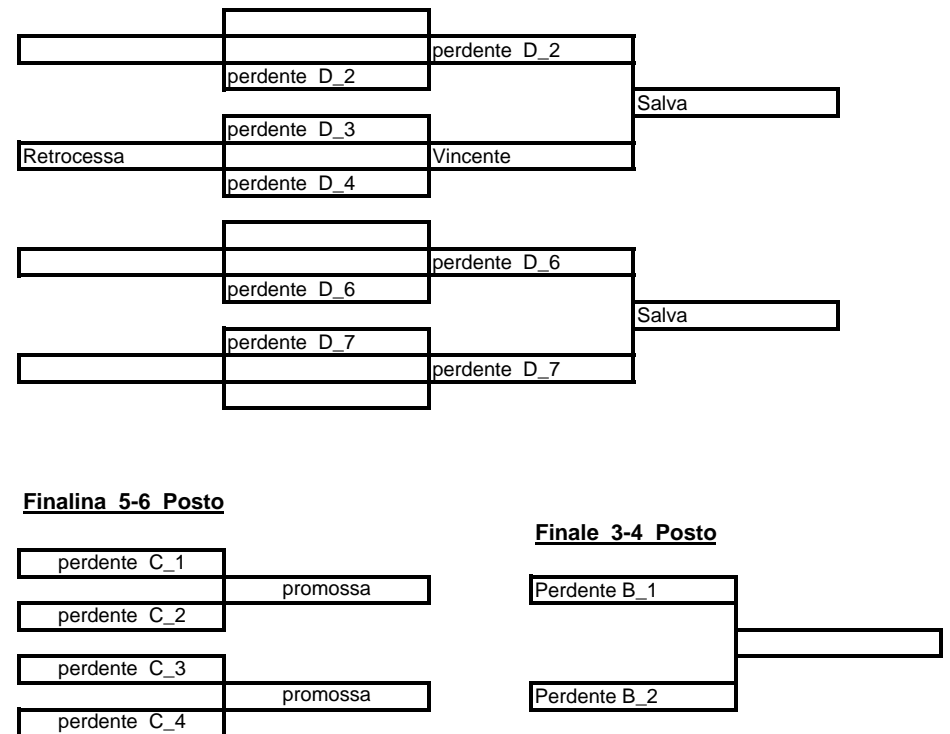 perdente D_2
perdente D_2
Salva
perdente D_3
Retrocessa Vincente
perdente D_4
perdente D_6
perdente D_6
Salva
perdente D_7
perdente D_7
Finalina 5-6 Posto
Finale 3-4 Posto
perdente C_1
promossa Perdente B_1
perdente C_2
perdente C_3
promossa Perdente B_2
perdente C_4